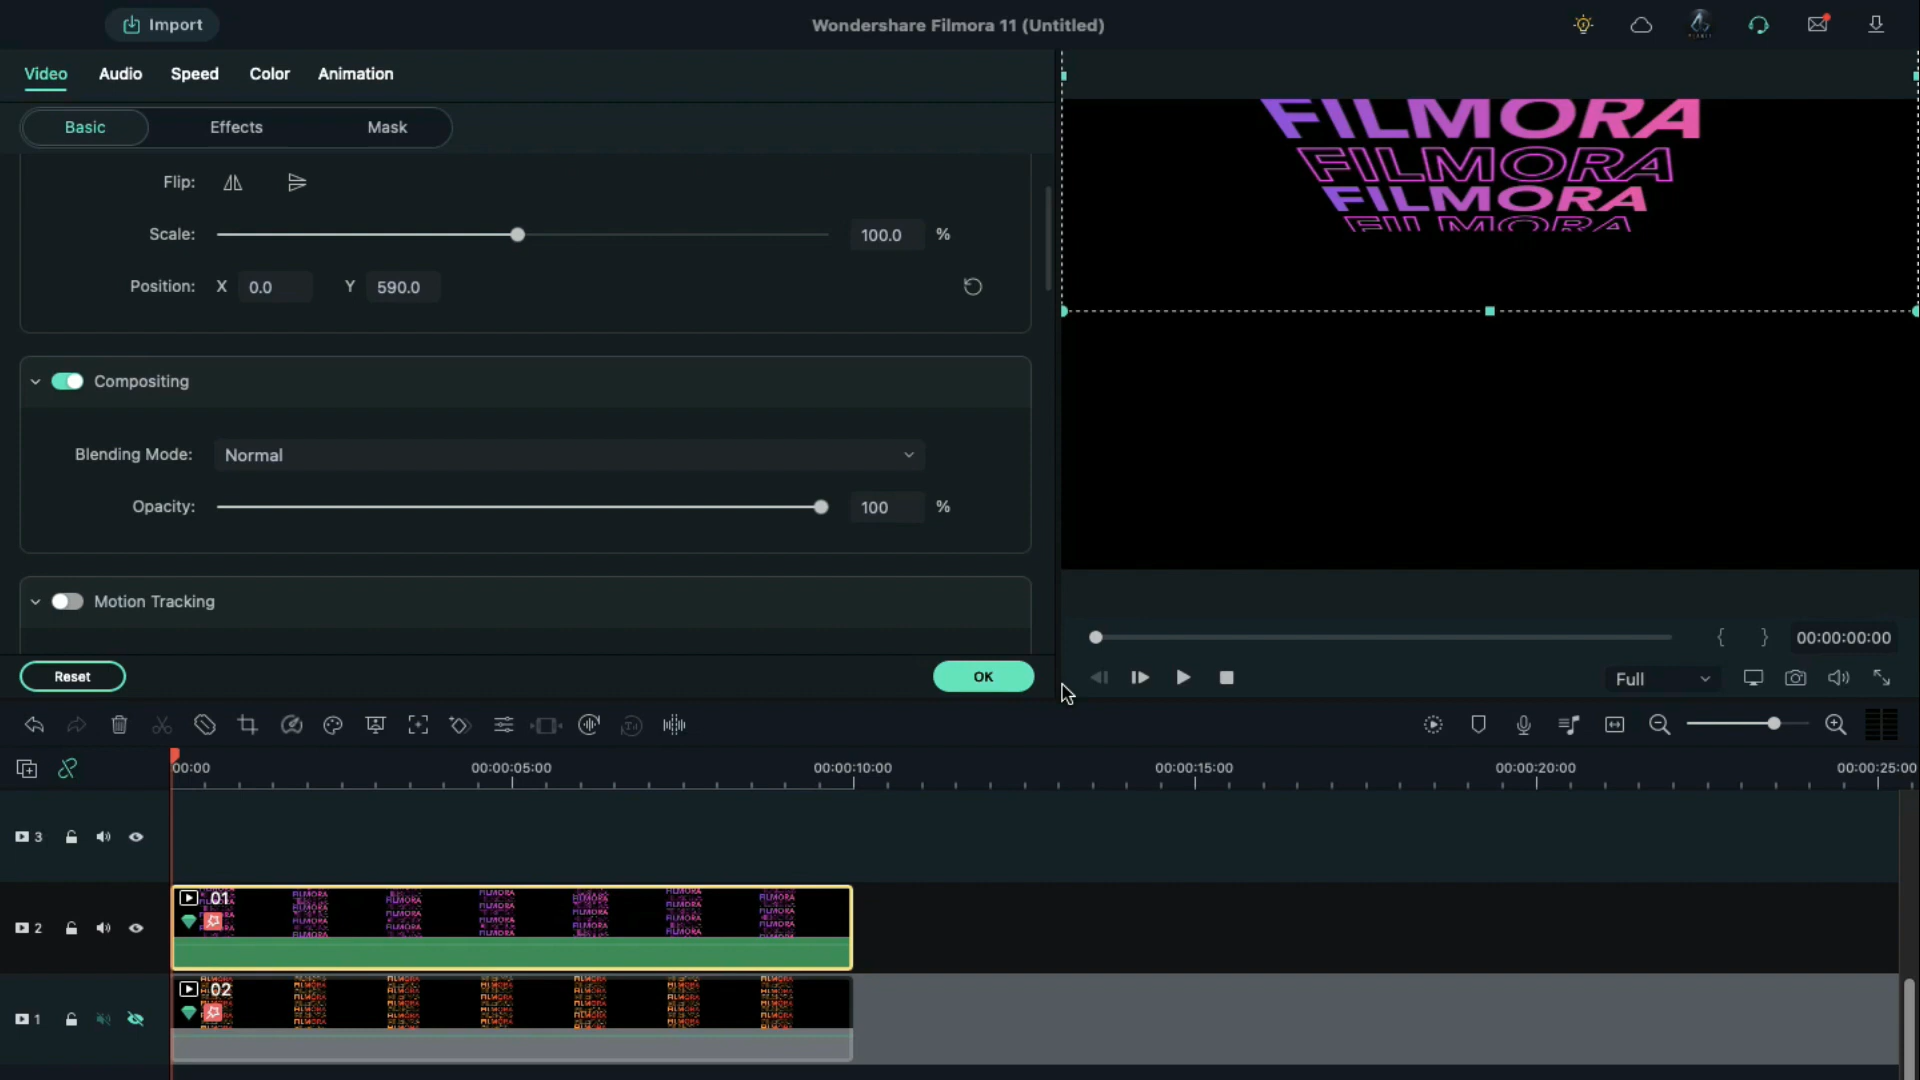 Import
Wondershare Filmora 11 (Untitled)
Video Audio Speed Color Animation
Basic Effects Mask
Flip:
Scale: 100.0 %
Position: X 0.0 Y 590.0
Compositing
Blending Mode: Normal
Opacity: 100 %
Motion Tracking
Reset OK
FILMORA
FILMORA
FILMORA
FILMORA
{ } 00:00:00:00
Full
00:00 00:00:05:00 00:00:10:00 00:00:15:00 00:00:20:00 00:00:25:00
3
2
01
1
02